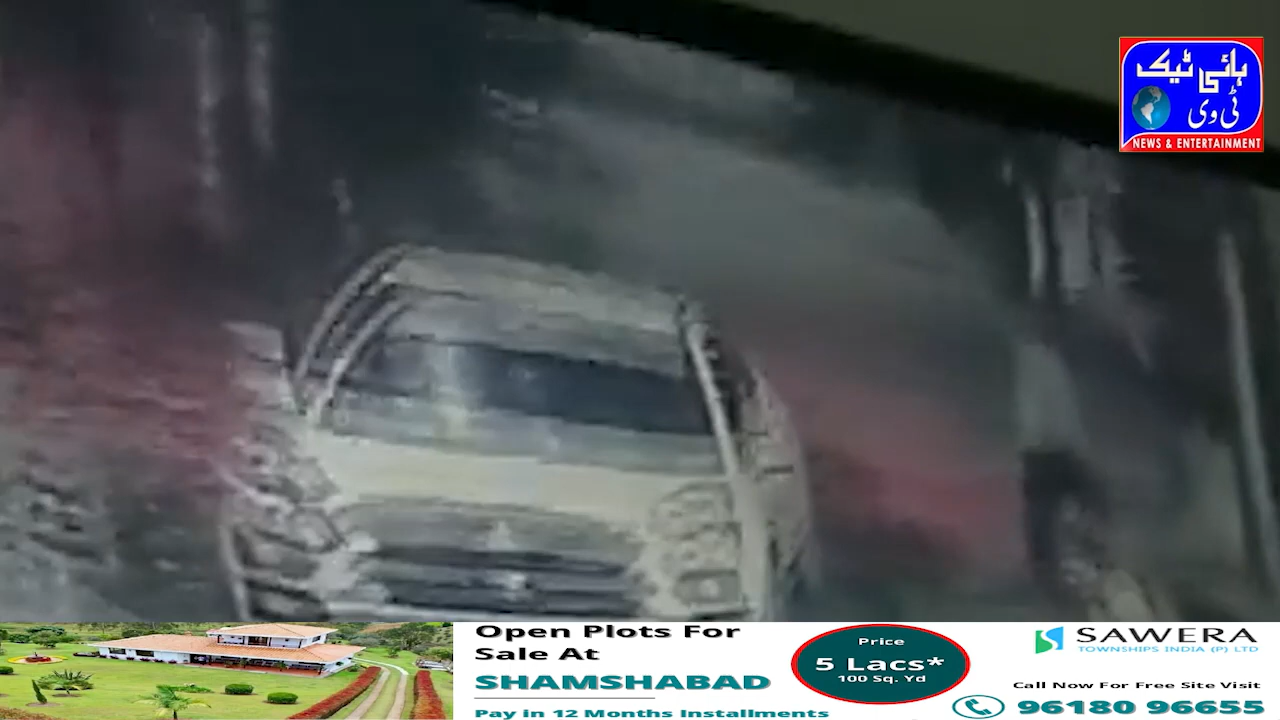 ہائی ٹیک
ٹی وی
NEWS & ENTERTAINMENT
Open Plots For
Sale At
SHAMSHABAD
Pay in 12 Months Installments
Price
5 Lacs*
100 Sq. Yd
SAWERA
TOWNSHIPS INDIA (P) LTD
Call Now For Free Site Visit
96180 96655